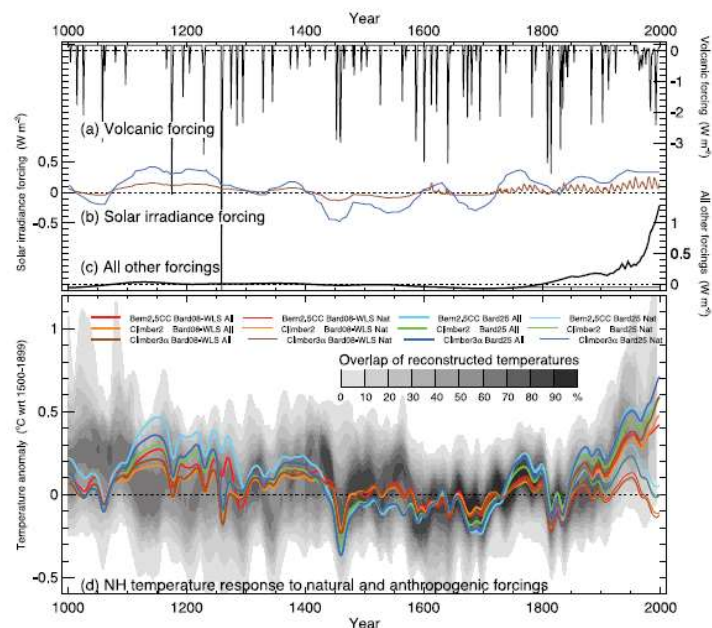 Year
1000 1200 1400 1600 1800 2000
0
-1
-2
-3
Volcanic forcing (W m⁻²)
(a) Volcanic forcing
0.5
0
-0.5
Solar irradiance forcing (W m⁻²)
(b) Solar irradiance forcing
1
0.5
0
All other forcings (W m⁻²)
(c) All other forcings
Bern2.5CC Bard08-WLS All Bern2.5CC Bard08-WLS Nat Bern2.5CC Bard25 All Bern2.5CC Bard25 Nat
Climber2 Bard08-WLS All Climber2 Bard08-WLS Nat Climber2 Bard25 All Climber2 Bard25 Nat
Climber3α Bard08-WLS All Climber3α Bard08-WLS Nat Climber3α Bard25 All Climber3α Bard25 Nat
Overlap of reconstructed temperatures
0 10 20 30 40 50 60 70 80 90 %
1
0.5
0
-0.5
Temperature anomaly (°C wrt 1500-1899)
(d) NH temperature response to natural and anthropogenic forcings
1000 1200 1400 1600 1800 2000
Year